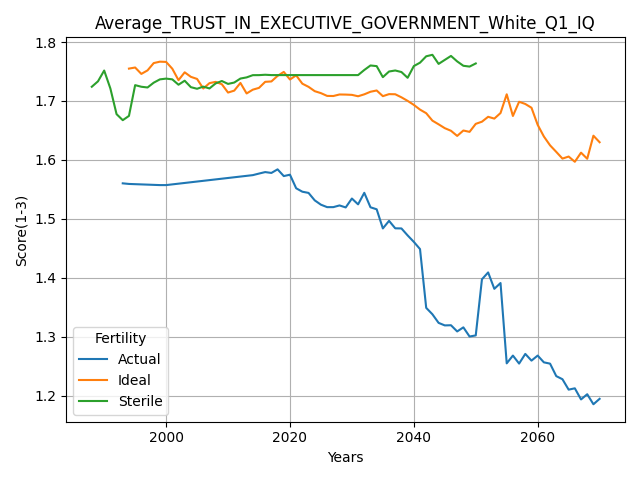 Average_TRUST_IN_EXECUTIVE_GOVERNMENT_White_Q1_IQ
1.8
1.7
1.6
1.5
1.4
1.3
1.2
Score(1-3)
Fertility
Actual
Ideal
Sterile
2000 2020 2040 2060
Years